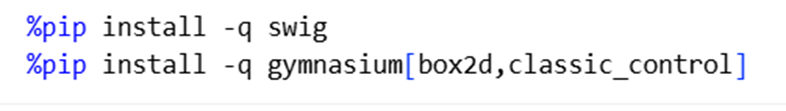 %pip install -q swig
%pip install -q gymnasium[box2d,classic_control]